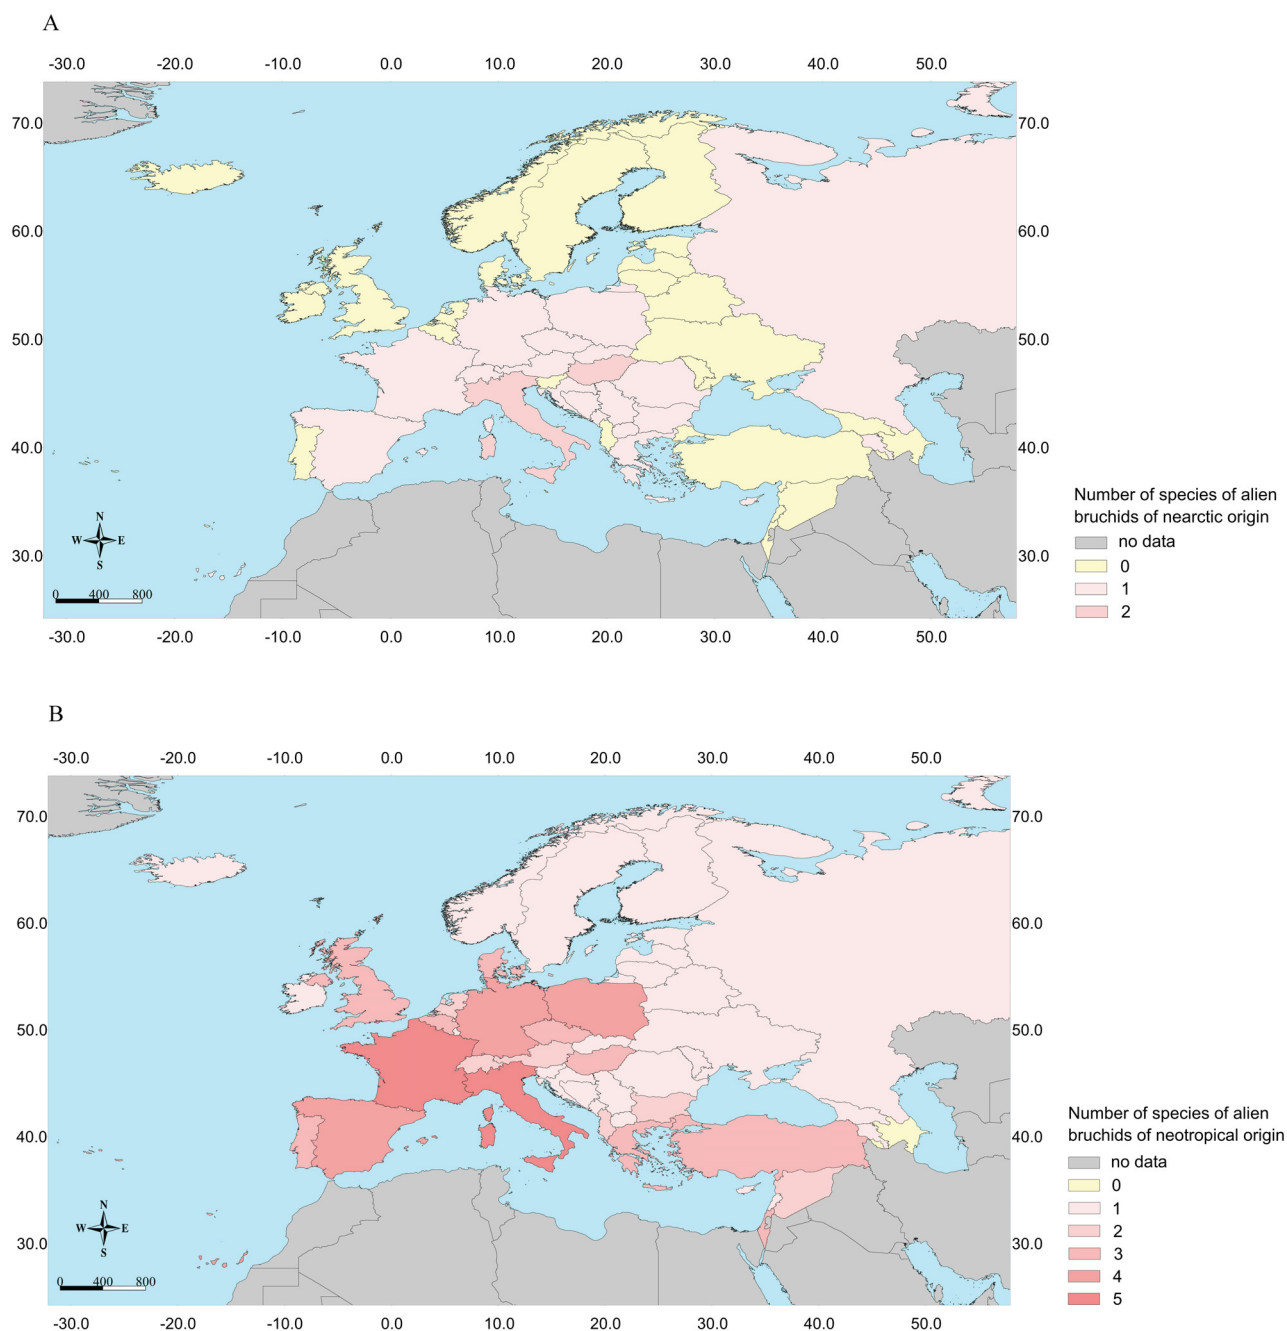 A
-30.0 -20.0 -10.0 0.0 10.0 20.0 30.0 40.0 50.0
70.0 70.0
60.0 60.0
50.0 50.0
40.0 40.0
30.0 30.0
N
W E
S
0 400 800
-30.0 -20.0 -10.0 0.0 10.0 20.0 30.0 40.0 50.0
Number of species of alien
bruchids of nearctic origin
no data
0
1
2
B
-30.0 -20.0 -10.0 0.0 10.0 20.0 30.0 40.0 50.0
70.0 70.0
60.0 60.0
50.0 50.0
40.0 40.0
30.0 30.0
N
W E
S
0 400 800
-30.0 -20.0 -10.0 0.0 10.0 20.0 30.0 40.0 50.0
Number of species of alien
bruchids of neotropical origin
no data
0
1
2
3
4
5